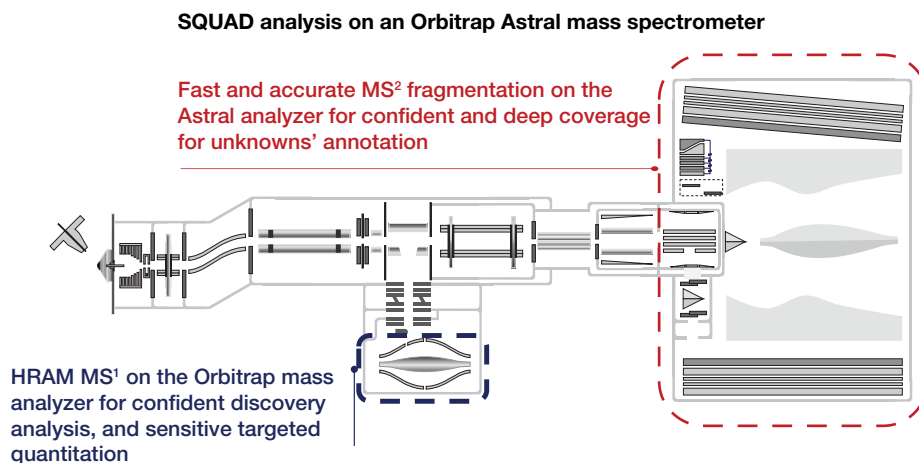 SQUAD analysis on an Orbitrap Astral mass spectrometer
Fast and accurate MS² fragmentation on the
Astral analyzer for confident and deep coverage
for unknowns’ annotation
HRAM MS¹ on the Orbitrap mass
analyzer for confident discovery
analysis, and sensitive targeted
quantitation